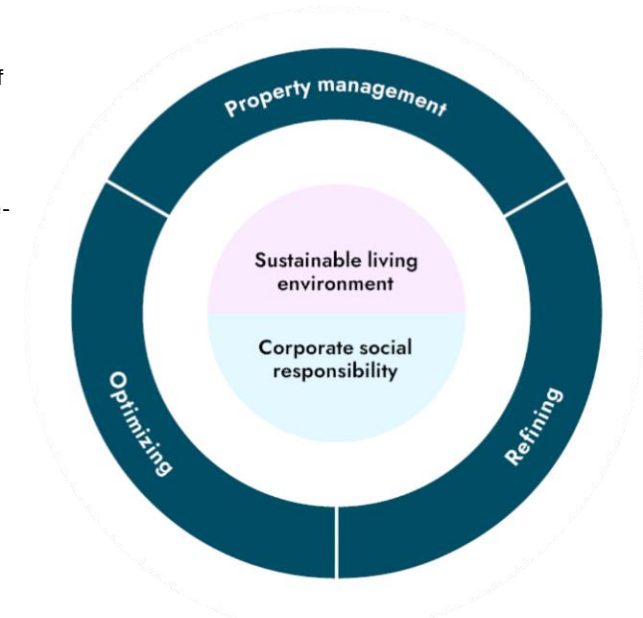 f
-
Property management
Sustainable living
environment
Corporate social
responsibility
Optimizing
Refining